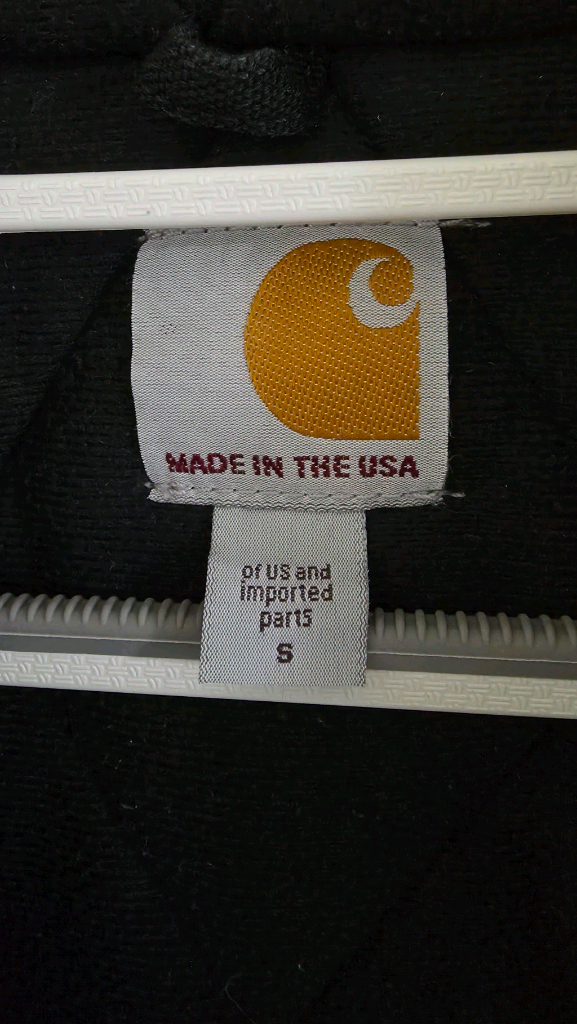 MADE IN THE USA
of US and
imported
parts
S